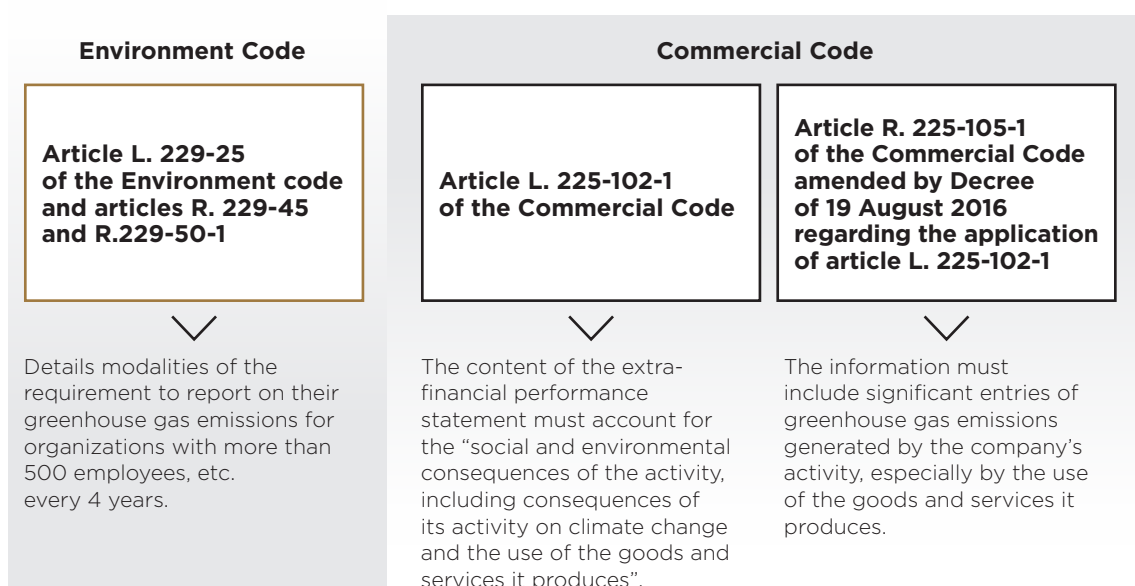 Environment Code
Article L. 229-25
of the Environment code
and articles R. 229-45
and R.229-50-1
Details modalities of the
requirement to report on their
greenhouse gas emissions for
organizations with more than
500 employees, etc.
every 4 years.
Commercial Code
Article L. 225-102-1
of the Commercial Code
The content of the extra-
financial performance
statement must account for
the “social and environmental
consequences of the activity,
including consequences of
its activity on climate change
and the use of the goods and
services it produces”.
Article R. 225-105-1
of the Commercial Code
amended by Decree
of 19 August 2016
regarding the application
of article L. 225-102-1
The information must
include significant entries of
greenhouse gas emissions
generated by the company’s
activity, especially by the use
of the goods and services it
produces.